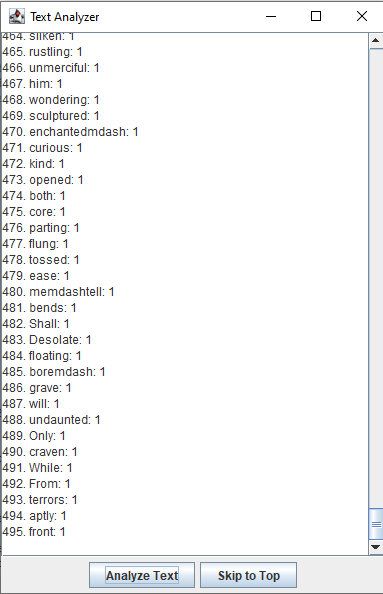 Text Analyzer
464. silken: 1
465. rustling: 1
466. unmerciful: 1
467. him: 1
468. wondering: 1
469. sculptured: 1
470. enchantedmdash: 1
471. curious: 1
472. kind: 1
473. opened: 1
474. both: 1
475. core: 1
476. parting: 1
477. flung: 1
478. tossed: 1
479. ease: 1
480. memdashtell: 1
481. bends: 1
482. Shall: 1
483. Desolate: 1
484. floating: 1
485. boremdash: 1
486. grave: 1
487. will: 1
488. undaunted: 1
489. Only: 1
490. craven: 1
491. While: 1
492. From: 1
493. terrors: 1
494. aptly: 1
495. front: 1
Analyze Text Skip to Top